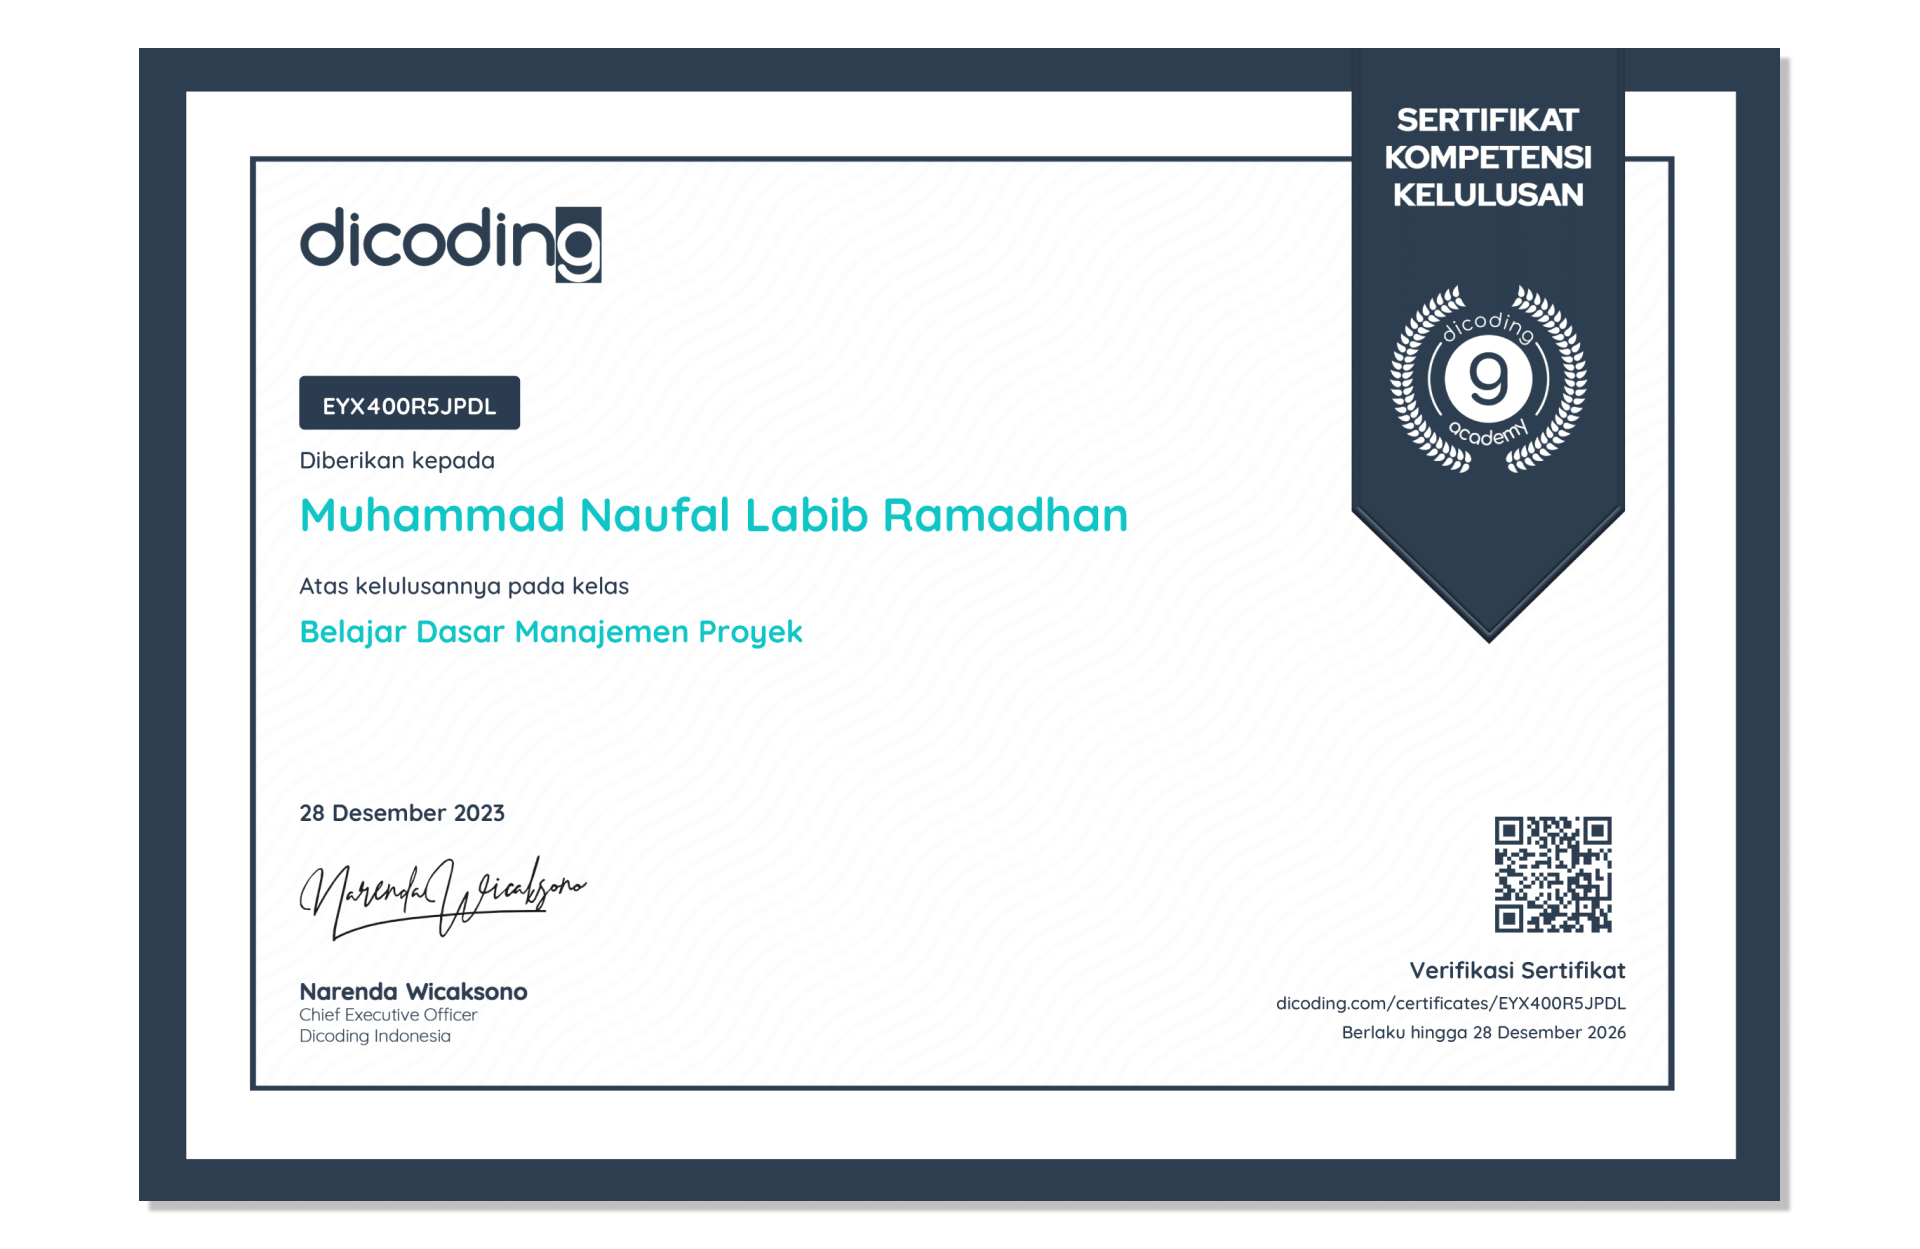 SERTIFIKAT
KOMPETENSI
KELULUSAN
dicoding
dicoding
g
academy
EYX400R5JPDL
Diberikan kepada
Muhammad Naufal Labib Ramadhan
Atas kelulusannya pada kelas
Belajar Dasar Manajemen Proyek
28 Desember 2023
Narenda Wicaksono
Narenda Wicaksono
Chief Executive Officer
Dicoding Indonesia
Verifikasi Sertifikat
dicoding.com/certificates/EYX400R5JPDL
Berlaku hingga 28 Desember 2026